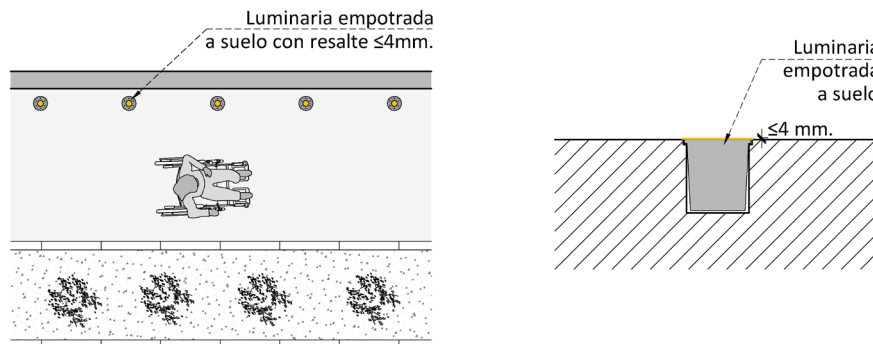 Luminaria empotrada
a suelo con resalte ≤4mm.
Luminaria
empotrada
a suelo
≤4 mm.